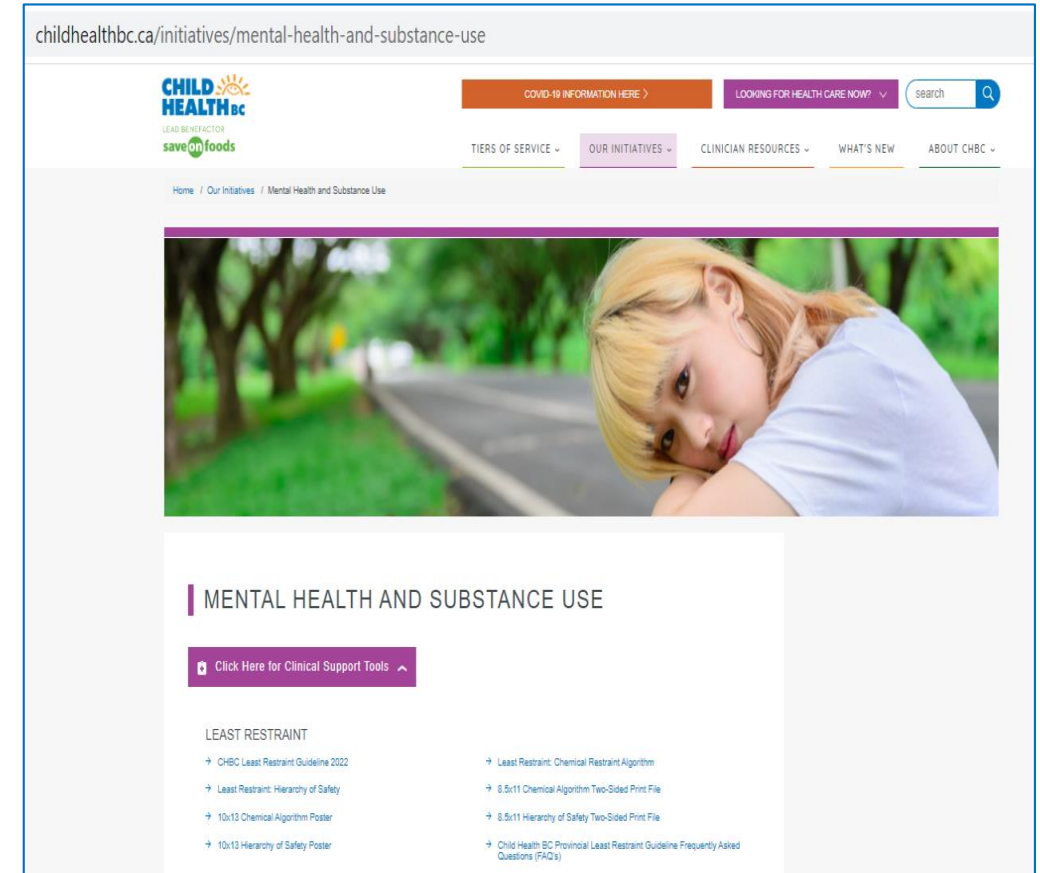 childhealthbc.ca/initiatives/mental-health-and-substance-use
CHILD
HEALTH BC
LEAD BENEFACTOR
save on foods
COVID-19 INFORMATION HERE
LOOKING FOR HEALTH CARE NOW?
search
TIERS OF SERVICE
OUR INITIATIVES
CLINICIAN RESOURCES
WHAT'S NEW
ABOUT CHBC
Home / Our Initiatives / Mental Health and Substance Use
MENTAL HEALTH AND SUBSTANCE USE
Click Here for Clinical Support Tools
LEAST RESTRAINT
→ CHBC Least Restraint Guideline 2022
→ Least Restraint: Hierarchy of Safety
→ 10x13 Chemical Algorithm Poster
→ 10x13 Hierarchy of Safety Poster
→ Least Restraint: Chemical Restraint Algorithm
→ 8.5x11 Chemical Algorithm Two-Sided Print File
→ 8.5x11 Hierarchy of Safety Two-Sided Print File
→ Child Health BC Provincial Least Restraint Guideline Frequently Asked
Questions (FAQ's)